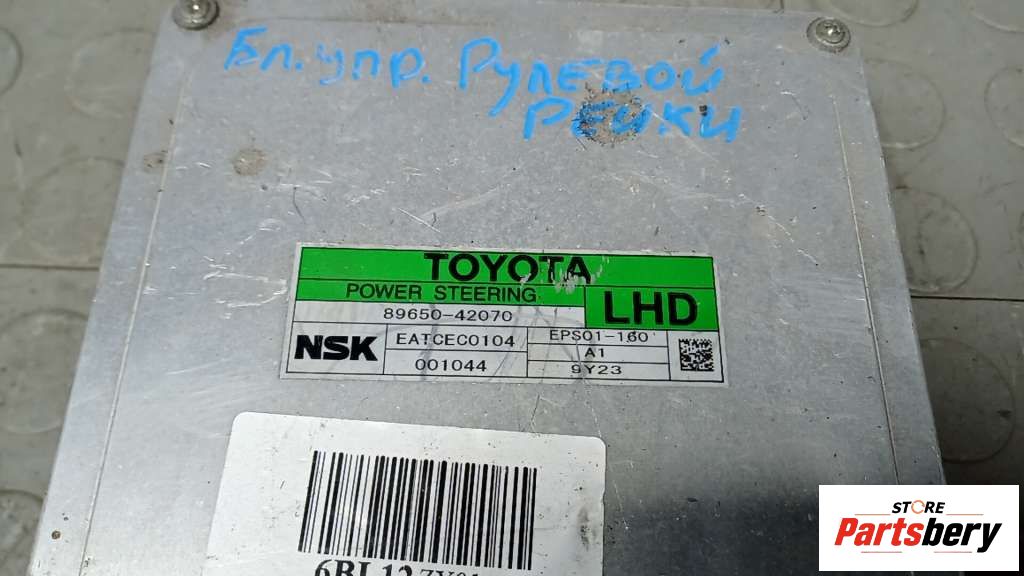 Бл. упр. Рулевой
рейки
TOYOTA
POWER STEERING
LHD
89650-42070
NSK
EATCEC0104
EPS01-160
A1
001044
9Y23
STORE
Partsbery